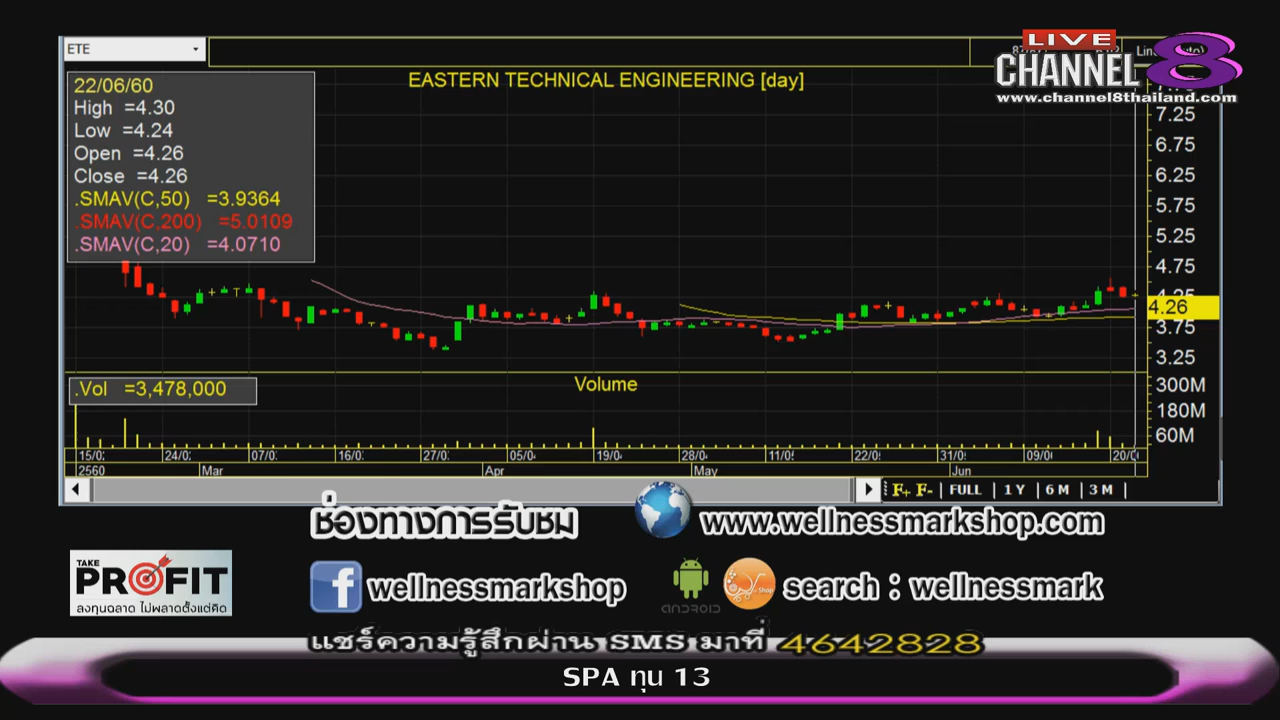 ETE
LIVE
CHANNEL 8
www.channel8thailand.com
EASTERN TECHNICAL ENGINEERING [day]
22/06/60
High =4.30
Low =4.24
Open =4.26
Close =4.26
.SMAV(C,50) =3.9364
.SMAV(C,200) =5.0109
.SMAV(C,20) =4.0710
7.25
6.75
6.25
5.75
5.25
4.75
4.26
3.75
3.25
.Vol =3,478,000
Volume
300M
180M
60M
15/0 24/0 07/0 16/0 27/0 05/0 19/0 28/0 11/0 22/0 31/0 09/0 20/0
2560 Mar Apr May Jun
F+ F- | FULL | 1 Y | 6 M | 3 M |
ช่องทางการรับชม
www.wellnessmarkshop.com
TAKE
PROFIT
ลงทุนฉลาด ไม่พลาดตั้งแต่คิด
f wellnessmarkshop
ANDROID
Shop
search : wellnessmark
แชร์ความรู้สึกผ่าน SMS มาที่ 4642828
SPA ทุน 13